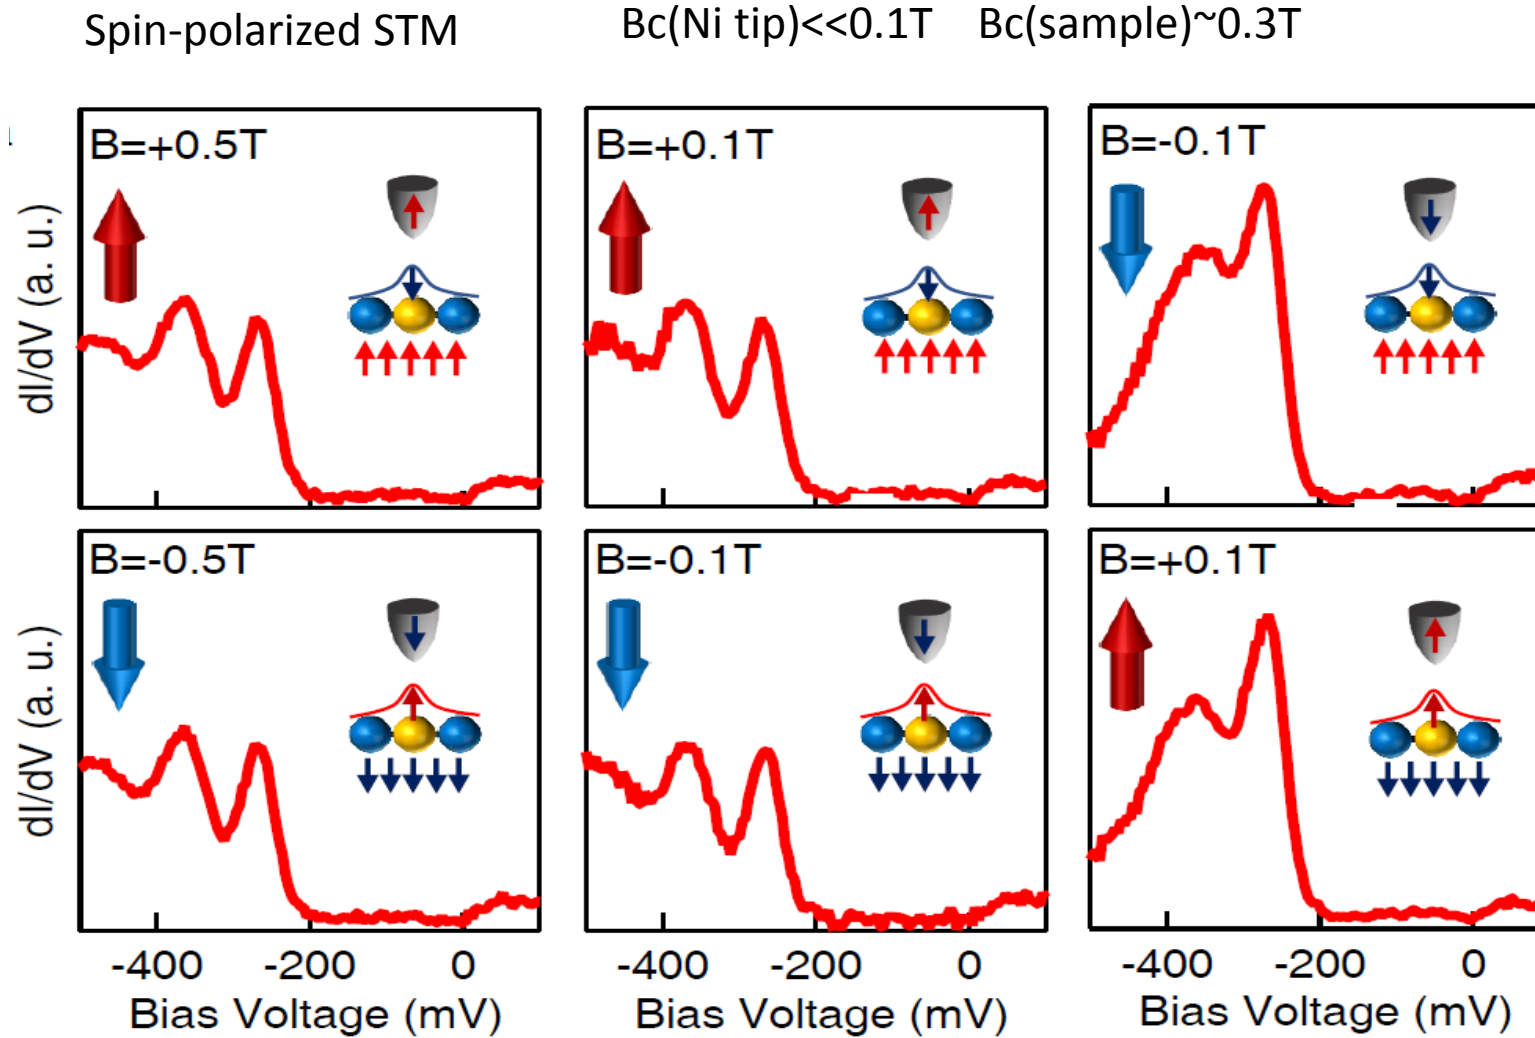 Spin-polarized STM
Bc(Ni tip)<<0.1T Bc(sample)~0.3T
B=+0.5T
B=+0.1T
B=-0.1T
dI/dV (a. u.)
B=-0.5T
B=-0.1T
B=+0.1T
dI/dV (a. u.)
-400 -200 0
-400 -200 0
-400 -200 0
Bias Voltage (mV)
Bias Voltage (mV)
Bias Voltage (mV)